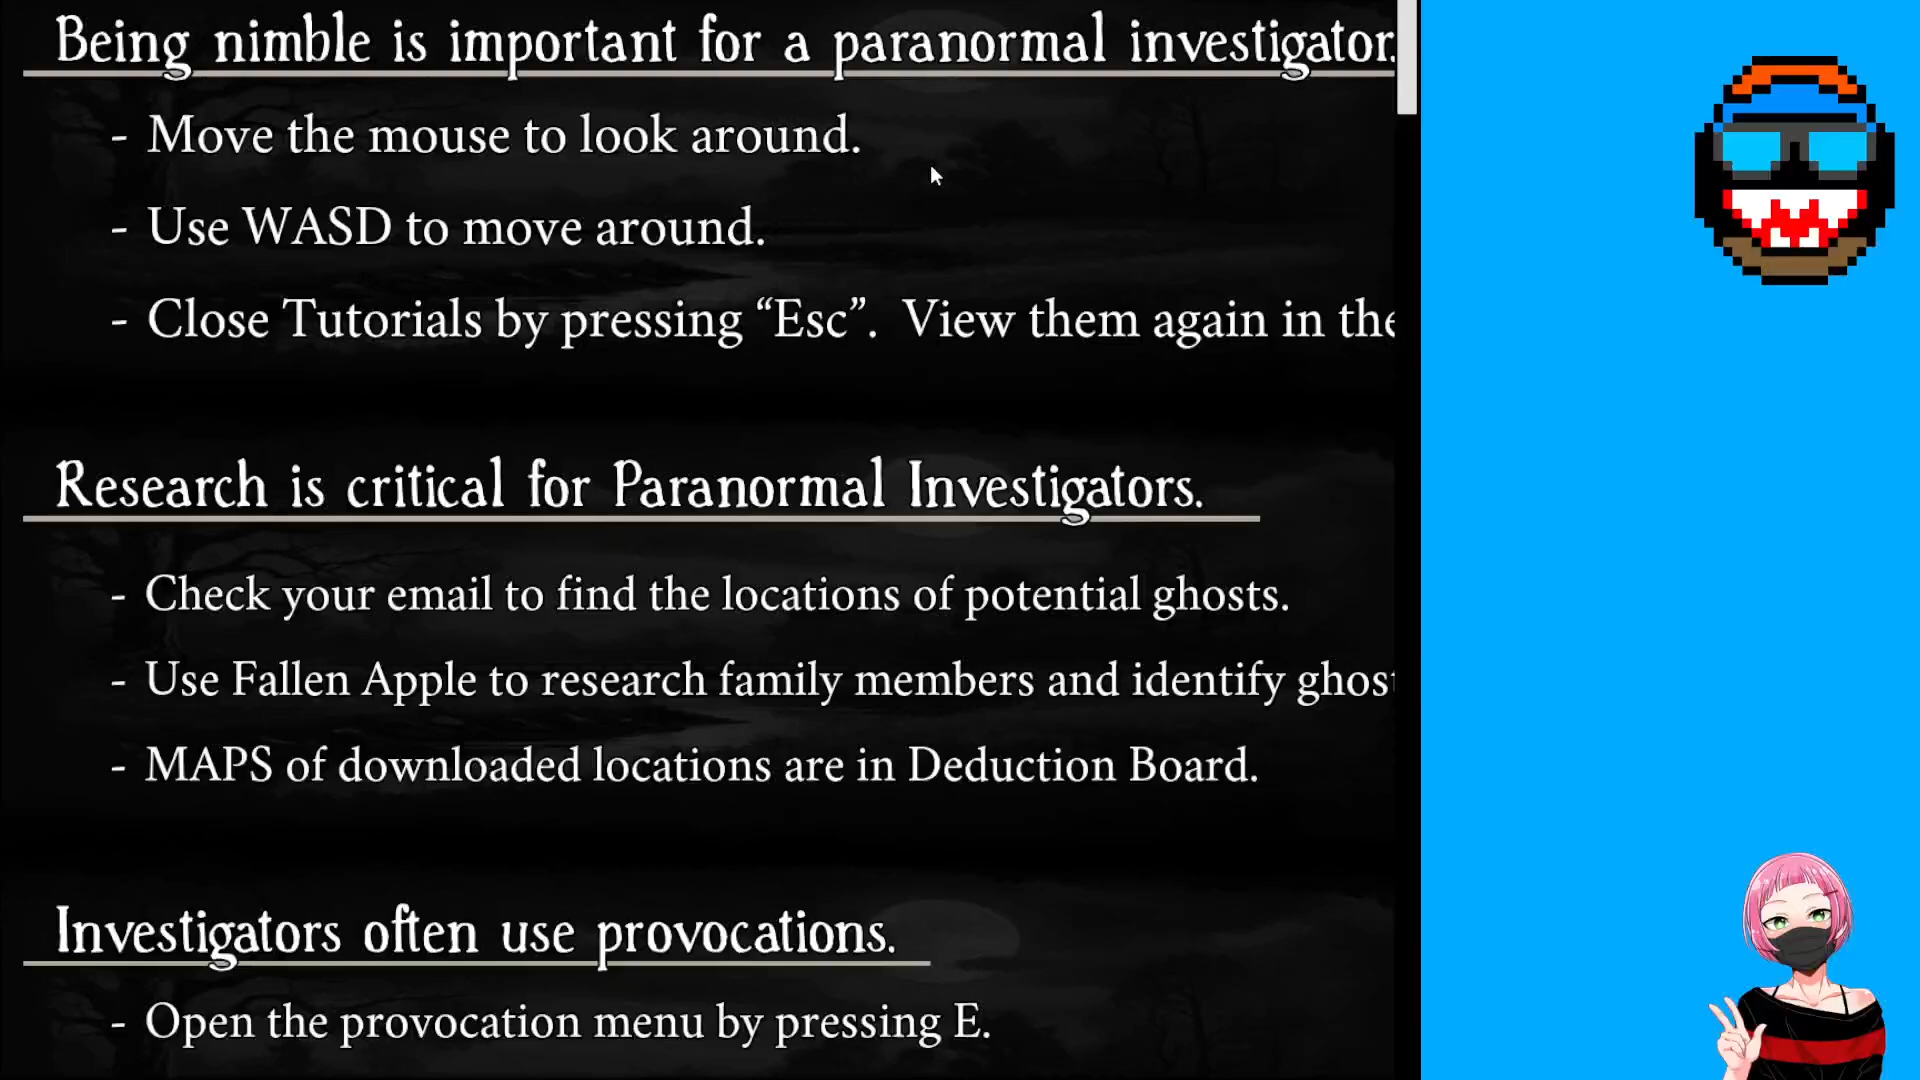 Being nimble is important for a paranormal investigator.
- Move the mouse to look around.
- Use WASD to move around.
- Close Tutorials by pressing “Esc”. View them again in the
Research is critical for Paranormal Investigators.
- Check your email to find the locations of potential ghosts.
- Use Fallen Apple to research family members and identify ghost
- MAPS of downloaded locations are in Deduction Board.
Investigators often use provocations.
- Open the provocation menu by pressing E.